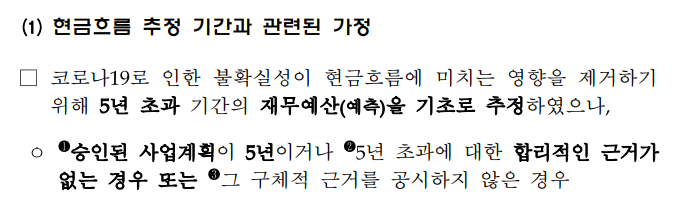 (1) 현금흐름 추정 기간과 관련된 가정
□ 코로나19로 인한 불확실성이 현금흐름에 미치는 영향을 제거하기
위해 5년 초과 기간의 재무예산(예측)을 기초로 추정하였으나,
○ ❶승인된 사업계획이 5년이거나 ❷5년 초과에 대한 합리적인 근거가
없는 경우 또는 ❸그 구체적 근거를 공시하지 않은 경우